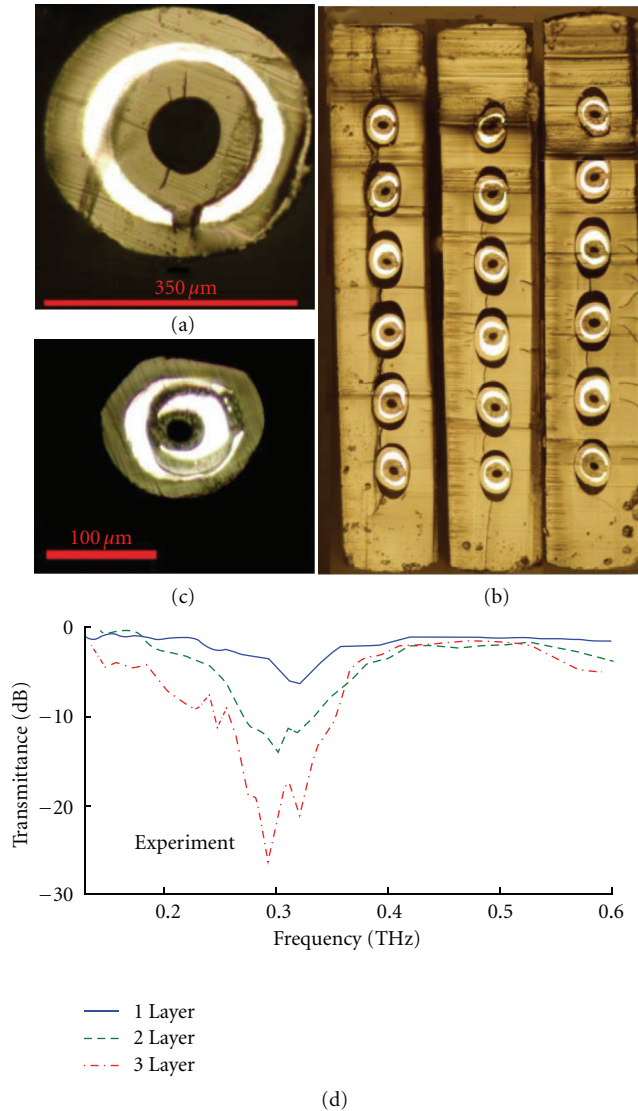 350 μm
(a)
100 μm
(c)
(b)
0
−10
−20
−30
Transmittance (dB)
Experiment
0.2
0.3
0.4
0.5
0.6
Frequency (THz)
1 Layer
2 Layer
3 Layer
(d)